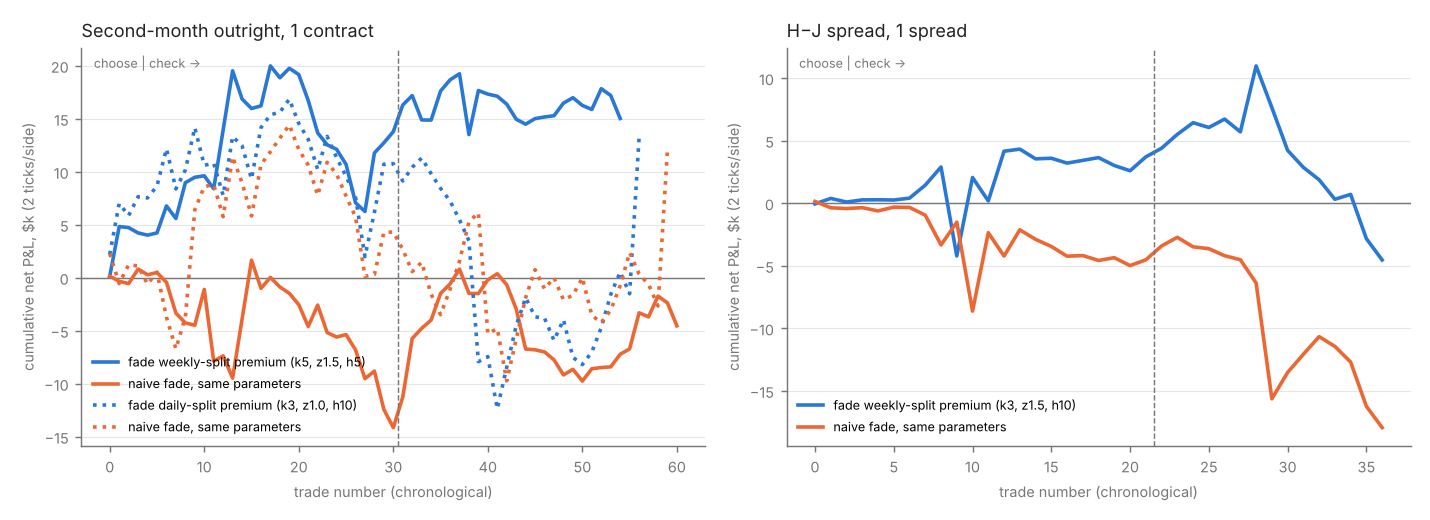 Second-month outright, 1 contract
choose | check →
20
15
10
5
0
−5
−10
−15
cumulative net P&L, $k (2 ticks/side)
fade weekly-split premium (k5, z1.5, h5)
naive fade, same parameters
fade daily-split premium (k3, z1.0, h10)
naive fade, same parameters
0 10 20 30 40 50 60
trade number (chronological)
H−J spread, 1 spread
choose | check →
10
5
0
−5
−10
−15
cumulative net P&L, $k (2 ticks/side)
fade weekly-split premium (k3, z1.5, h10)
naive fade, same parameters
0 5 10 15 20 25 30 35
trade number (chronological)